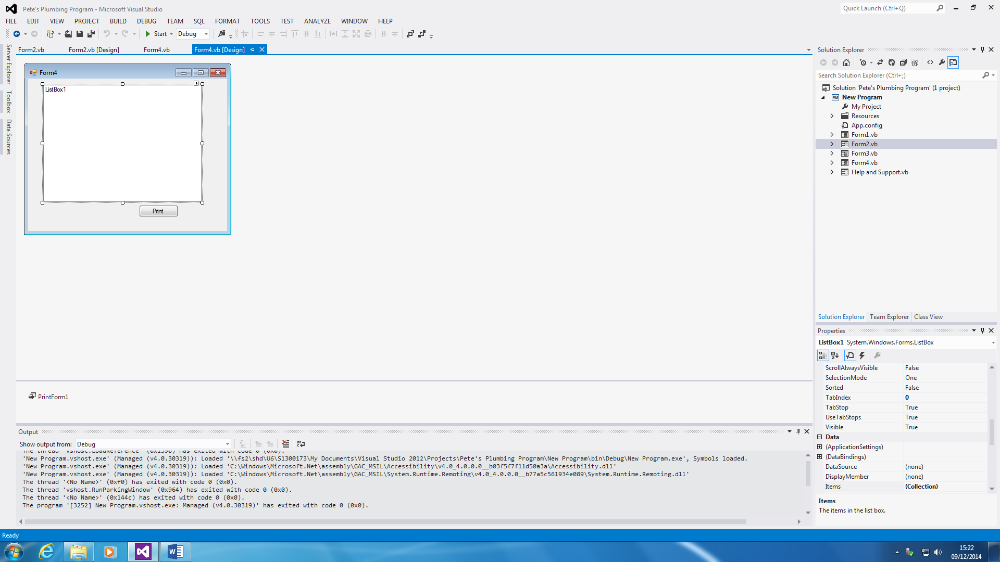 Pete's Plumbing Program - Microsoft Visual Studio
Quick Launch (Ctrl+Q)
FILE EDIT VIEW PROJECT BUILD DEBUG TEAM SQL FORMAT TOOLS TEST ANALYZE WINDOW HELP
Start Debug
Server Explorer
Toolbox
Data Sources
Form2.vb Form2.vb [Design] Form4.vb Form4.vb [Design]
Form4
ListBox1
Print
PrintForm1
Output
Show output from: Debug
The thread 'vshost.LoadReference' (0x1590) has exited with code 0 (0x0).
'New Program.vshost.exe' (Managed (v4.0.30319)): Loaded '\\fs2\shd\U6\S1300173\My Documents\Visual Studio 2012\Projects\Pete's Plumbing Program\New Program\bin\Debug\New Program.exe', Symbols loaded.
'New Program.vshost.exe' (Managed (v4.0.30319)): Loaded 'C:\Windows\Microsoft.Net\assembly\GAC_MSIL\Accessibility\v4.0_4.0.0.0__b03f5f7f11d50a3a\Accessibility.dll'
'New Program.vshost.exe' (Managed (v4.0.30319)): Loaded 'C:\Windows\Microsoft.Net\assembly\GAC_MSIL\System.Runtime.Remoting\v4.0_4.0.0.0__b77a5c561934e089\System.Runtime.Remoting.dll'
The thread '<No Name>' (0xf0) has exited with code 0 (0x0).
The thread 'vshost.RunParkingWindow' (0x964) has exited with code 0 (0x0).
The thread '<No Name>' (0x144c) has exited with code 0 (0x0).
The program '[3252] New Program.vshost.exe: Managed (v4.0.30319)' has exited with code 0 (0x0).
Solution Explorer
Search Solution Explorer (Ctrl+;)
Solution 'Pete's Plumbing Program' (1 project)
VB New Program
My Project
Resources
App.config
Form1.vb
Form2.vb
Form3.vb
Form4.vb
Help and Support.vb
Solution Explorer Team Explorer Class View
Properties
ListBox1 System.Windows.Forms.ListBox
ScrollAlwaysVisible False
SelectionMode One
Sorted False
TabIndex 0
TabStop True
UseTabStops True
Visible True
Data
(ApplicationSettings)
(DataBindings)
DataSource (none)
DisplayMember (none)
Items (Collection)
Items
The items in the list box.
Ready
15:22
09/12/2014